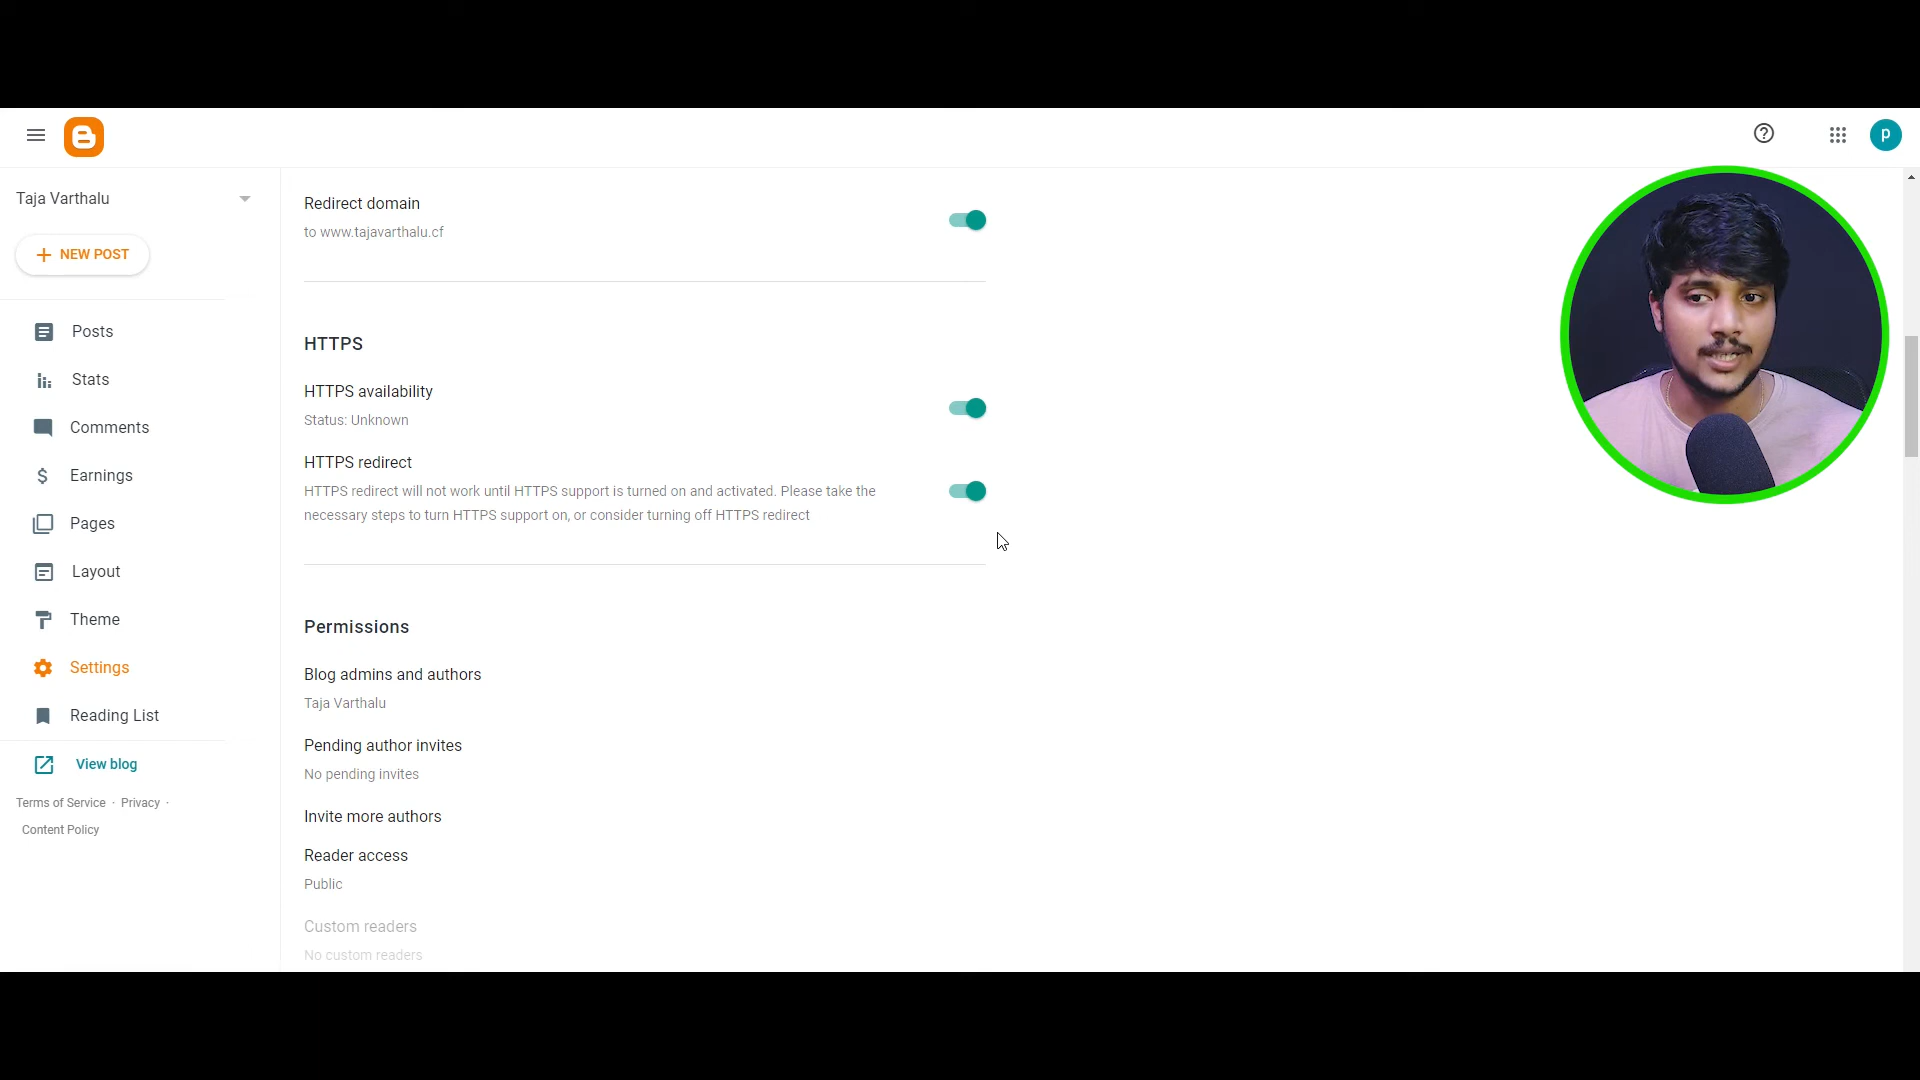 p
Taja Varthalu
NEW POST
Posts
Stats
Comments
Earnings
Pages
Layout
Theme
Settings
Reading List
View blog
Terms of Service · Privacy ·
Content Policy
Redirect domain
to www.tajavarthalu.cf
HTTPS
HTTPS availability
Status: Unknown
HTTPS redirect
HTTPS redirect will not work until HTTPS support is turned on and activated. Please take the
necessary steps to turn HTTPS support on, or consider turning off HTTPS redirect
Permissions
Blog admins and authors
Taja Varthalu
Pending author invites
No pending invites
Invite more authors
Reader access
Public
Custom readers
No custom readers